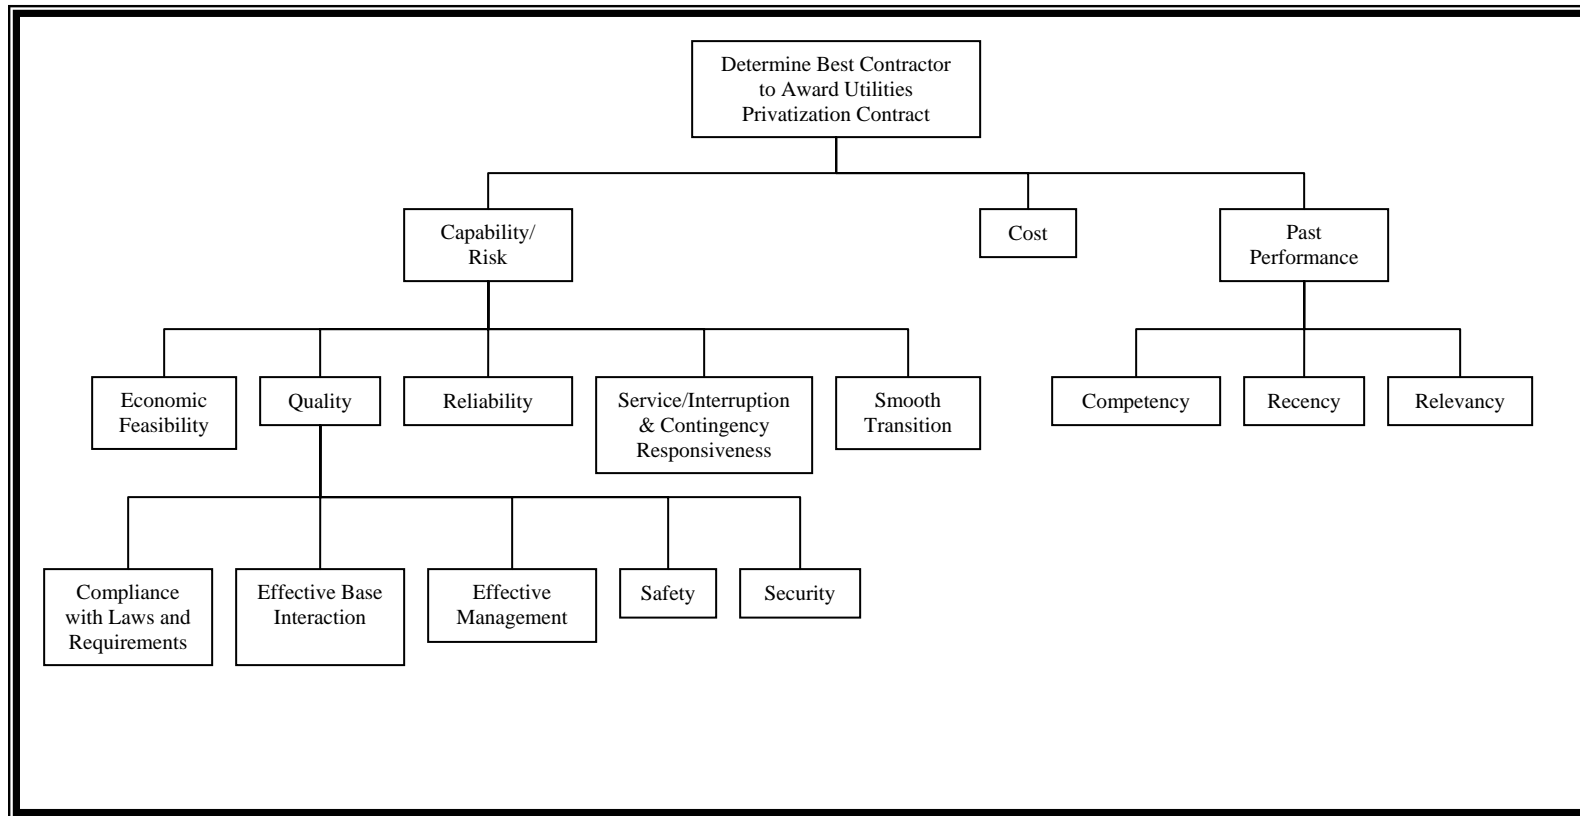 Determine Best Contractor
to Award Utilities
Privatization Contract
Capability/
Risk
Cost
Past
Performance
Economic
Feasibility
Quality
Reliability
Service/Interruption
& Contingency
Responsiveness
Smooth
Transition
Competency
Recency
Relevancy
Compliance
with Laws and
Requirements
Effective Base
Interaction
Effective
Management
Safety
Security